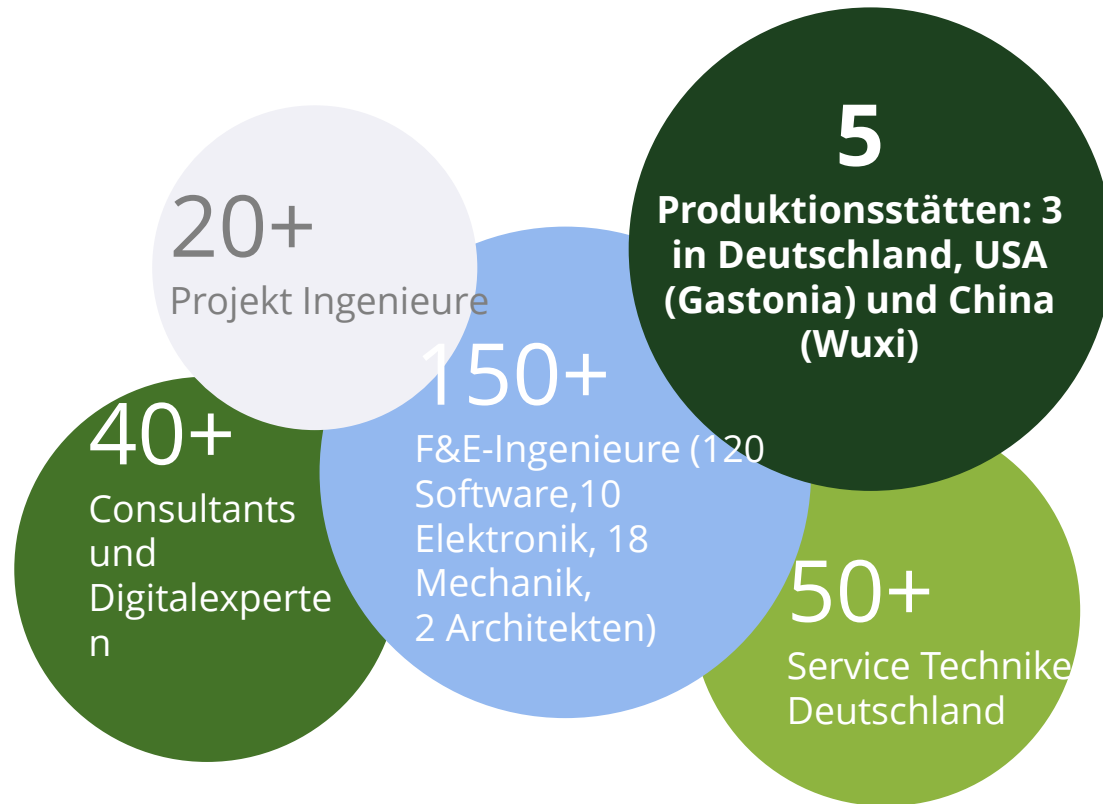 5
Produktionsstätten: 3
in Deutschland, USA
(Gastonia) und China
(Wuxi)
20+
Projekt Ingenieure
150+
F&E-Ingenieure (120
Software,10
Elektronik, 18
Mechanik,
2 Architekten)
40+
Consultants
und
Digitalexperte
n
50+
Service Technike
Deutschland